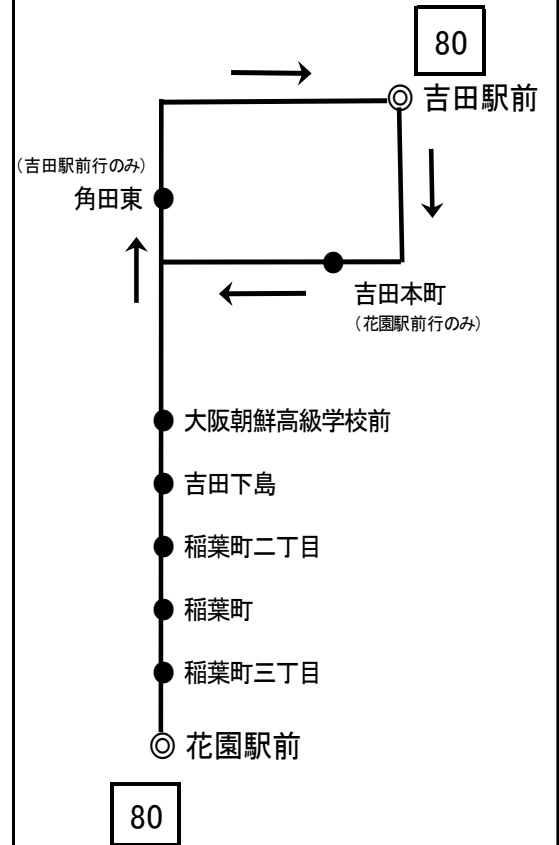 80
吉田駅前
(吉田駅前行のみ)
角田東
吉田本町
(花園駅前行のみ)
大阪朝鮮高級学校前
吉田下島
稲葉町二丁目
稲葉町
稲葉町三丁目
花園駅前
80